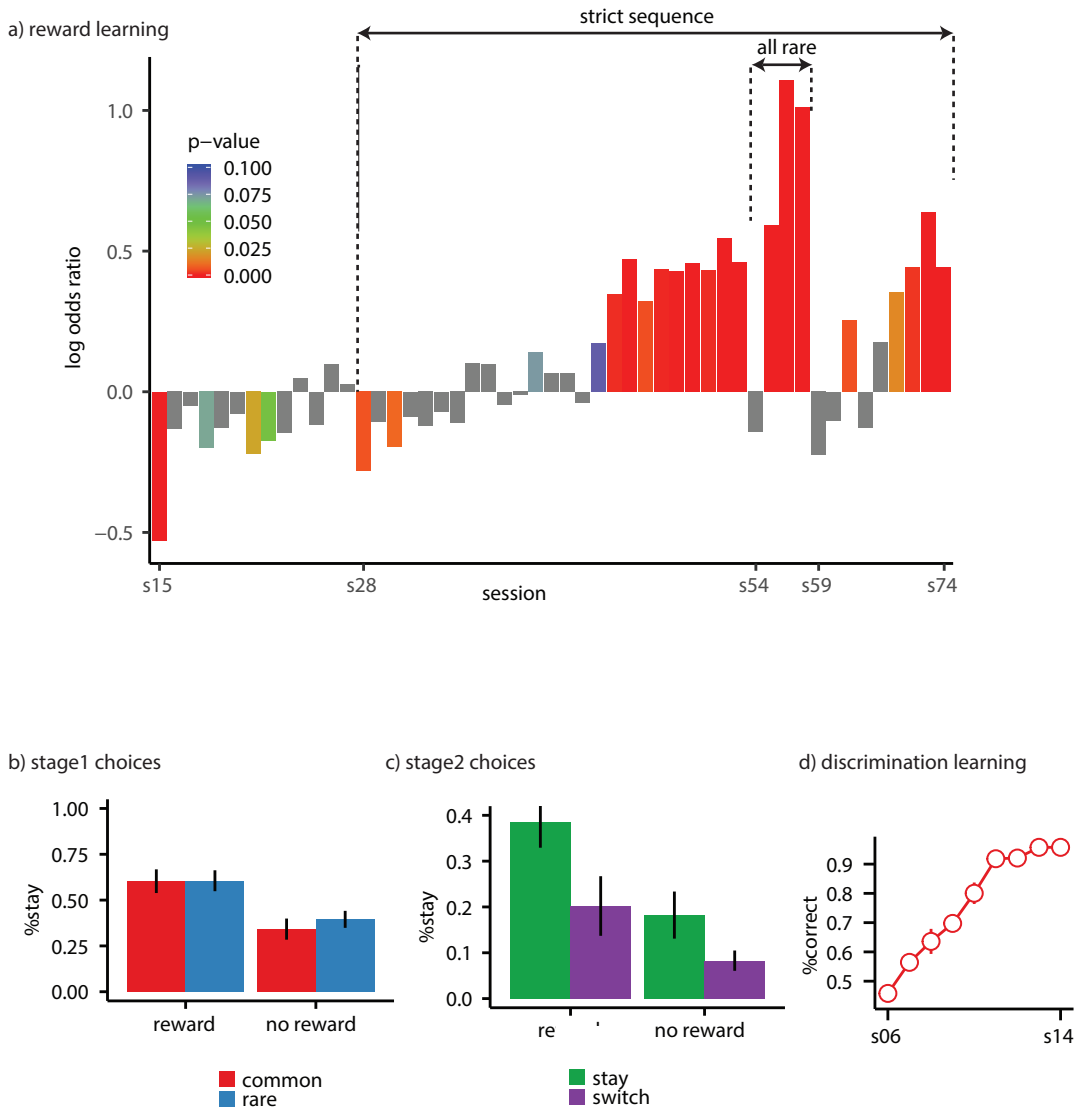 a) reward learning
strict sequence
all rare
log odds ratio
1.0
0.5
0.0
−0.5
p−value
0.100
0.075
0.050
0.025
0.000
s15
s28
s54
s59
s74
session
b) stage1 choices
%stay
1.00
0.75
0.50
0.25
0.00
reward
no reward
common
rare
c) stage2 choices
%stay
0.4
0.3
0.2
0.1
0.0
re
no reward
stay
switch
d) discrimination learning
%correct
0.9
0.8
0.7
0.6
0.5
s06
s14